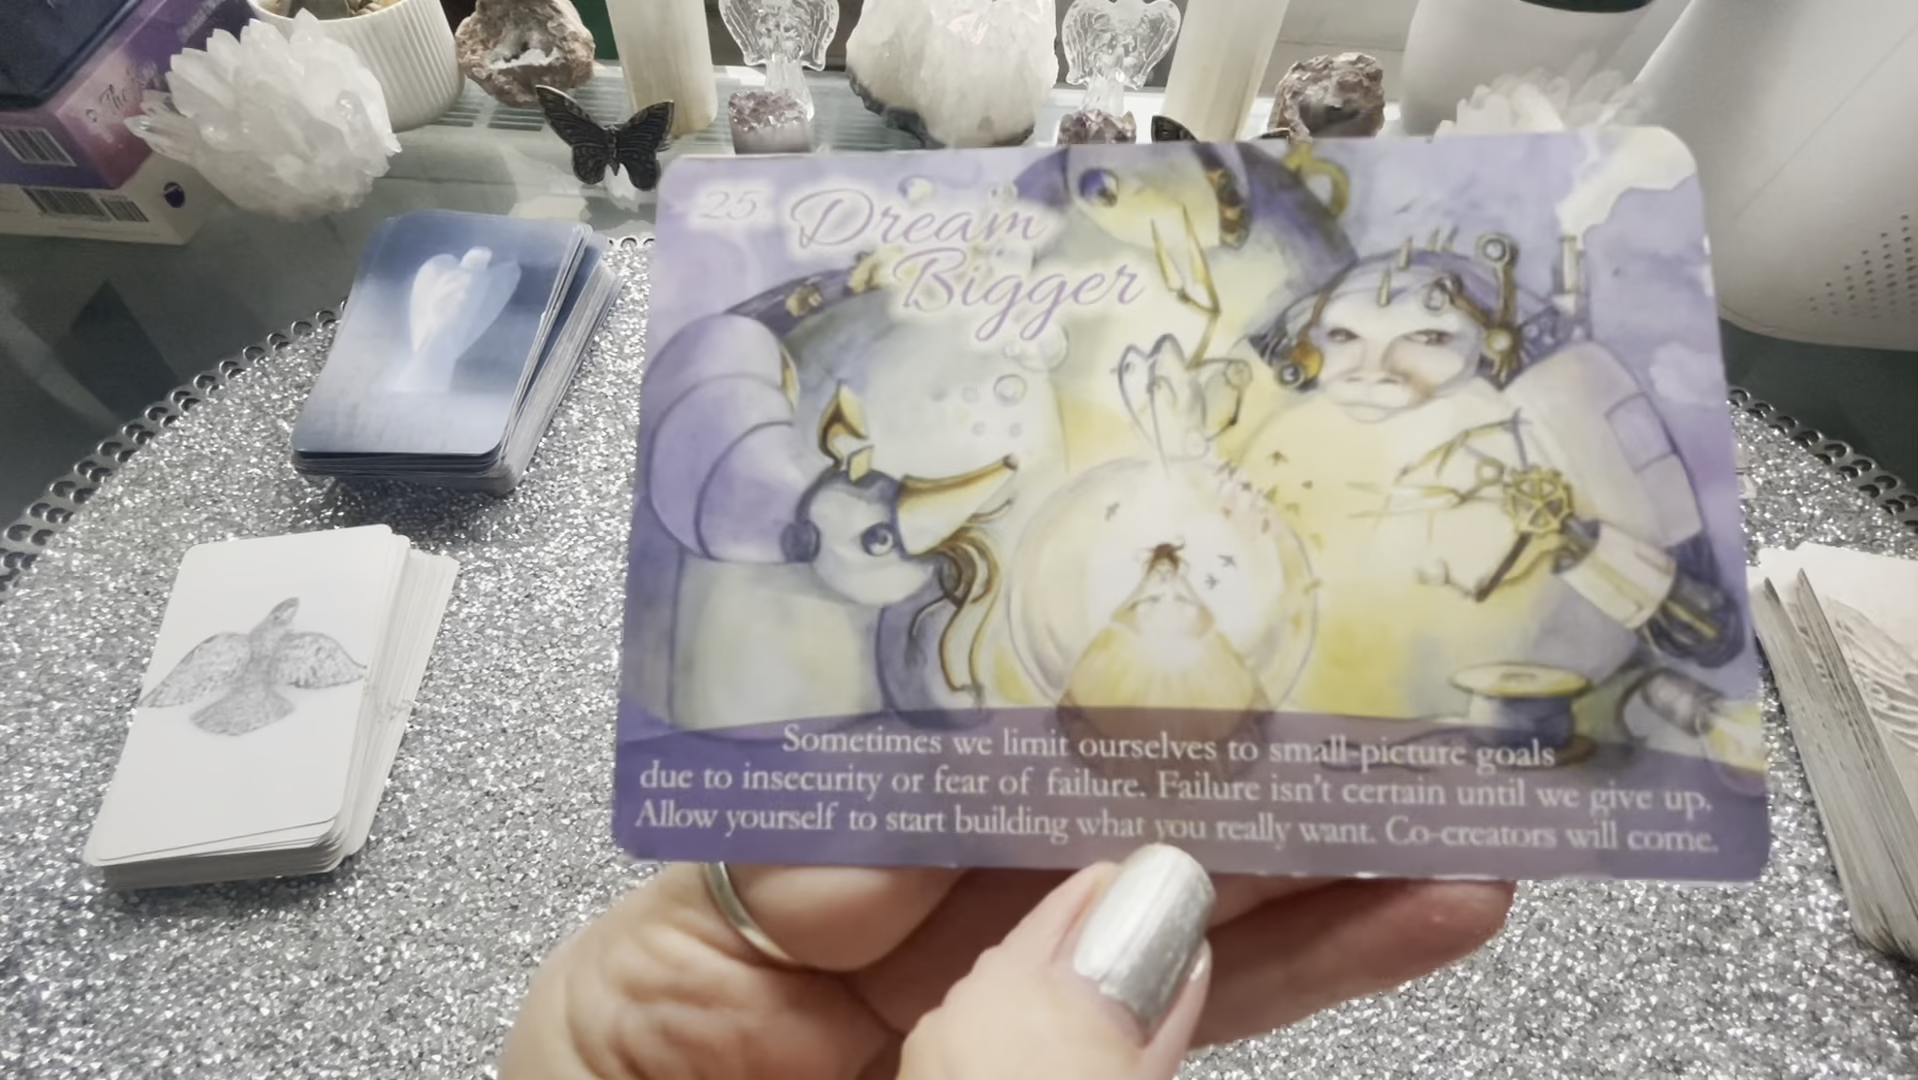 25
Dream
Bigger
Sometimes we limit ourselves to small-picture goals
due to insecurity or fear of failure. Failure isn't certain until we give up.
Allow yourself to start building what you really want. Co-creators will come.